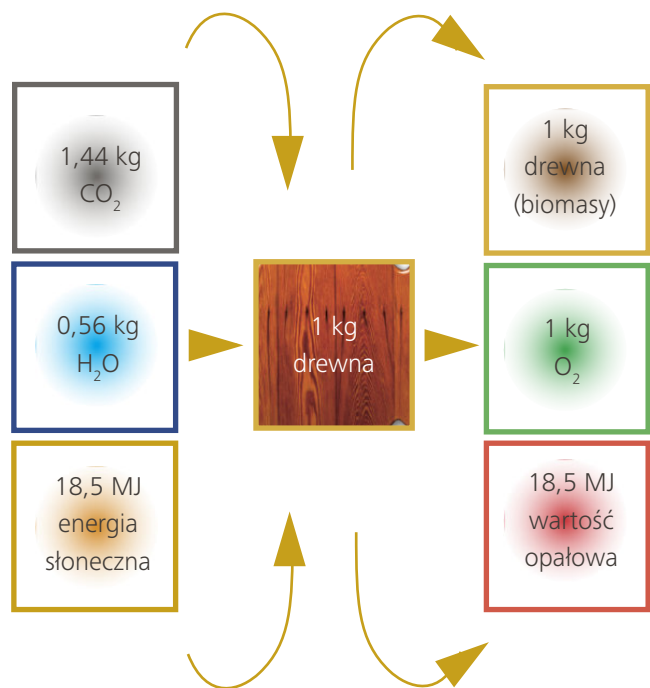 1,44 kg
CO₂
0,56 kg
H₂O
18,5 MJ
energia
słoneczna
1 kg
drewna
1 kg
drewna
(biomasy)
1 kg
O₂
18,5 MJ
wartość
opałowa